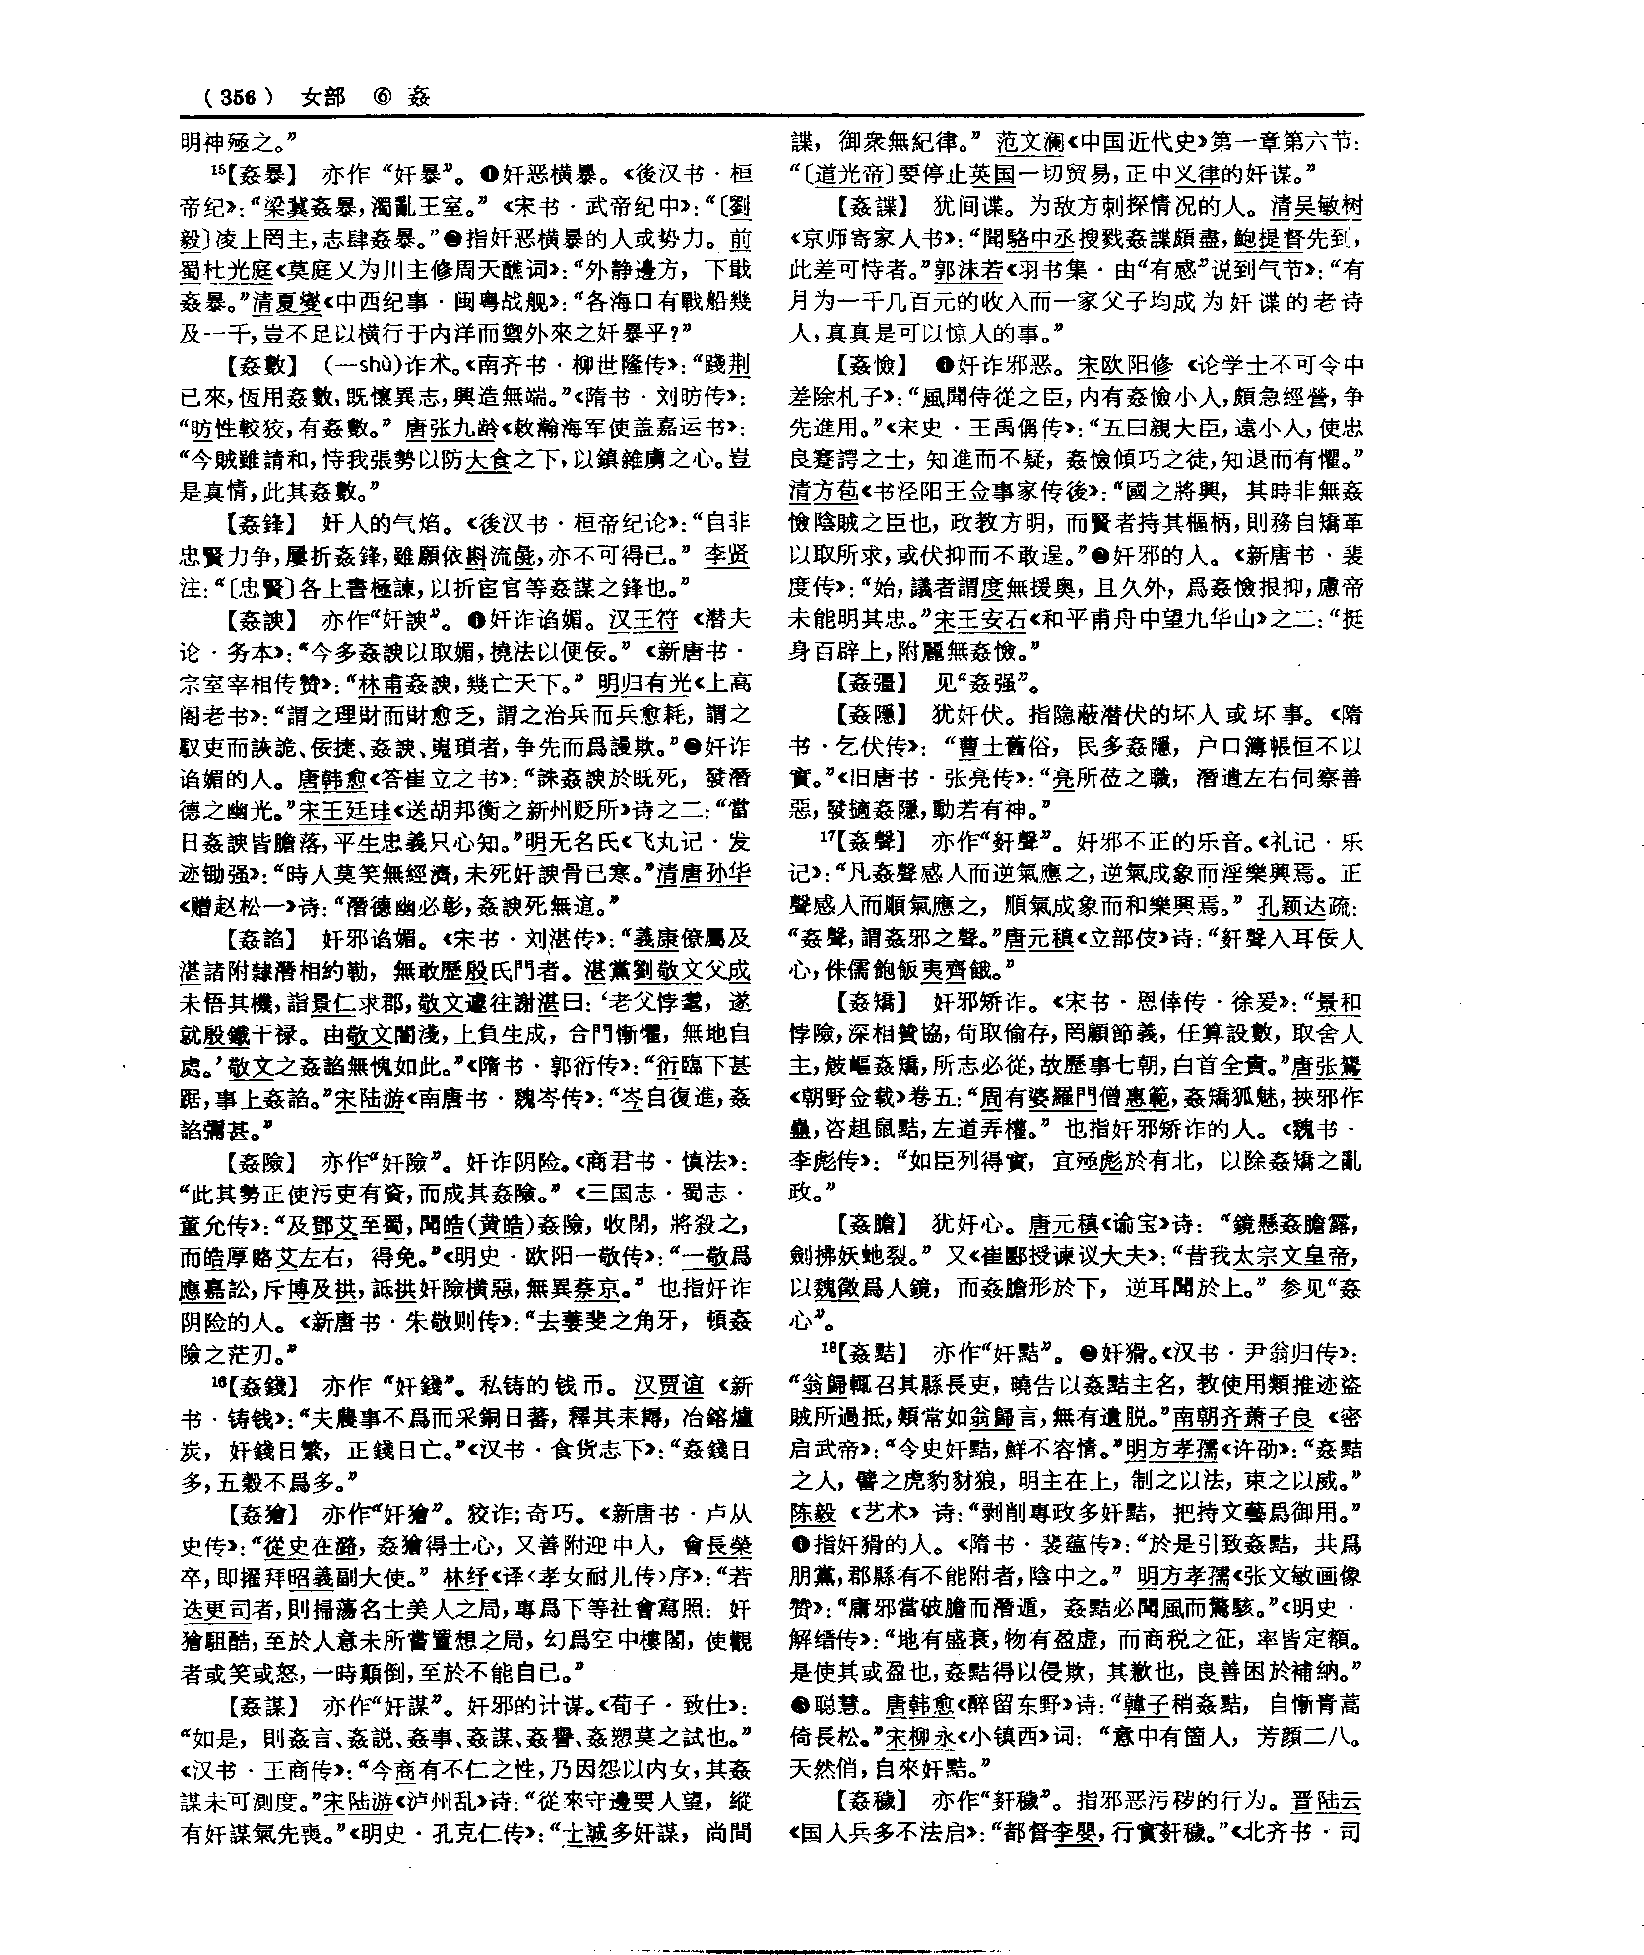 （356） 女部 ⑥ 姦
明神殛之。”
¹⁵【姦暴】 亦作“奸暴”。❶奸恶横暴。《後汉书·桓
帝纪》：“梁冀姦暴，濁亂王室。”《宋书·武帝纪中》：“〔劉
毅〕凌上罔主，志肆姦暴。”❷指奸恶横暴的人或势力。前
蜀杜光庭《莫庭乂为川主修周天醮词》：“外静邊方，下戢
姦暴。”清夏燮《中西纪事·闽粤战舰》：“各海口有戰船幾
及一千，豈不足以横行于内洋而禦外來之奸暴乎？”
【姦數】 （—shù）诈术。《南齐书·柳世隆传》：“踐荆
已來，恆用姦數，既懷異志，興造無端。”《隋书·刘昉传》：
“昉性輕狡，有姦數。”唐张九龄《敕瀚海军使盖嘉运书》：
“今賊雖請和，恃我張勢以防大食之下，以鎮雜虜之心。豈
是真情，此其姦數。”
【姦鋒】 奸人的气焰。《後汉书·桓帝纪论》：“自非
忠賢力争，屢折姦鋒，雖願依斟流彘，亦不可得已。”李贤
注：“〔忠賢〕各上書極諫，以折宦官等姦謀之鋒也。”
【姦諛】 亦作“奸諛”。❶奸诈谄媚。汉王符《潜夫
论·务本》：“今多姦諛以取媚，撓法以便佞。”《新唐书·
宗室宰相传赞》：“林甫姦諛，幾亡天下。”明归有光《上高
阁老书》：“謂之理財而財愈乏，謂之治兵而兵愈耗，謂之
馭吏而詼詭、佞捷、姦諛、嵬瑣者，争先而爲謾欺。”❷奸诈
谄媚的人。唐韩愈《答崔立之书》：“誅姦諛於既死，發潛
德之幽光。”宋王廷珪《送胡邦衡之新州贬所》诗之二：“當
日姦諛皆膽落，平生忠義只心知。”明无名氏《飞丸记·发
迹锄强》：“時人莫笑無經濟，未死奸諛骨已寒。”清唐孙华
《赠赵松一》诗：“潛德幽必彰，姦諛死無逭。”
【姦諂】 奸邪谄媚。《宋书·刘湛传》：“義康僚屬及
湛諸附隸潛相約勒，無敢歷殷氏門者。湛黨劉敬文父成
未悟其機，詣景仁求郡，敬文遽往謝湛曰：‘老父悖耄，遂
就殷鐵干禄。由敬文闇淺，上負生成，合門慚懼，無地自
處。’敬文之姦諂無愧如此。”《隋书·郭衍传》：“衍臨下甚
踞，事上姦諂。”宋陆游《南唐书·魏岑传》：“岑自復進，姦
諂彌甚。”
【姦險】 亦作“奸險”。奸诈阴险。《商君书·慎法》：
“此其勢正使污吏有資，而成其姦險。”《三国志·蜀志·
董允传》：“及鄧艾至蜀，聞皓（黄皓）姦險，收閉，將殺之，
而皓厚賂艾左右，得免。”《明史·欧阳一敬传》：“一敬爲
應嘉訟，斥博及拱，詆拱奸險横惡，無異蔡京。”也指奸诈
阴险的人。《新唐书·朱敬则传》：“去萋斐之角牙，頓姦
險之茫刃。”
¹⁶【姦錢】 亦作“奸錢”。私铸的钱币。汉贾谊《新
书·铸钱》：“夫農事不爲而采銅日蕃，釋其耒耨，冶鎔爐
炭，奸錢日繁，正錢日亡。”《汉书·食货志下》：“姦錢日
多，五穀不爲多。”
【姦獪】 亦作“奸獪”。狡诈；奇巧。《新唐书·卢从
史传》：“從史在潞，姦獪得士心，又善附迎中人，會長榮
卒，即擢拜昭義副大使。”林纾《译〈孝女耐儿传〉序》：“若
迭更司者，則掃蕩名士美人之局，專爲下等社會寫照：奸
獪駔酷，至於人意未所嘗置想之局，幻爲空中樓閣，使觀
者或笑或怒，一時顛倒，至於不能自已。”
【姦謀】 亦作“奸謀”。奸邪的计谋。《荀子·致仕》：
“如是，則姦言、姦説、姦事、姦謀、姦譽、姦愬莫之試也。”
《汉书·王商传》：“今商有不仁之性，乃因怨以内女，其姦
謀未可測度。”宋陆游《泸州乱》诗：“從來守邊要人望，縱
有奸謀氣先喪。”《明史·孔克仁传》：“士誠多奸謀，尚間
諜，御衆無紀律。”范文澜《中国近代史》第一章第六节：
“〔道光帝〕要停止英国一切贸易，正中义律的奸谋。”
【姦諜】 犹间谍。为敌方刺探情况的人。清吴敏树
《京师寄家人书》：“聞駱中丞搜戮姦諜頗盡，鮑提督先到，
此差可恃者。”郭沫若《羽书集·由“有感”说到气节》：“有
月为一千几百元的收入而一家父子均成为奸谍的老诗
人，真真是可以惊人的事。”
【姦憸】 ❶奸诈邪恶。宋欧阳修《论学士不可令中
差除札子》：“風聞侍從之臣，内有姦憸小人，頗急經營，争
先進用。”《宋史·王禹偁传》：“五曰親大臣，遠小人，使忠
良蹇諤之士，知進而不疑，姦憸傾巧之徒，知退而有懼。”
清方苞《书泾阳王佥事家传後》：“國之將興，其時非無姦
憸陰賊之臣也，政教方明，而賢者持其樞柄，則務自矯革
以取所求，或伏抑而不敢逞。”❷奸邪的人。《新唐书·裴
度传》：“始，議者謂度無援奥，且久外，爲姦憸抿抑，慮帝
未能明其忠。”宋王安石《和平甫舟中望九华山》之二：“挺
身百辟上，附麗無姦憸。”
【姦彊】 见“姦强”。
【姦隱】 犹奸伏。指隐蔽潜伏的坏人或坏事。《隋
书·乞伏传》：“曹土舊俗，民多姦隱，户口簿帳恒不以
實。”《旧唐书·张亮传》：“亮所莅之職，潛遣左右伺察善
惡，發擿姦隱，動若有神。”
¹⁷【姦聲】 亦作“姧聲”。奸邪不正的乐音。《礼记·乐
记》：“凡姦聲感人而逆氣應之，逆氣成象而淫樂興焉。正
聲感人而順氣應之，順氣成象而和樂興焉。”孔颖达疏：
“姦聲，謂姦邪之聲。”唐元稹《立部伎》诗：“姧聲入耳佞人
心，侏儒飽飯夷齊餓。”
【姦矯】 奸邪矫诈。《宋书·恩倖传·徐爰》：“景和
悖險，深相贊協，苟取偷存，罔顧節義，任算設數，取舍人
主，㩻嶇姦矯，所志必從，故歷事七朝，白首全貴。”唐张鷟
《朝野佥载》卷五：“周有婆羅門僧惠範，姦矯狐魅，挾邪作
蠱，咨趄鼠黠，左道弄權。”也指奸邪矫诈的人。《魏书·
李彪传》：“如臣列得實，宜殛彪於有北，以除姦矯之亂
政。”
【姦膽】 犹奸心。唐元稹《谕宝》诗：“鏡懸姦膽露，
劍拂妖虵裂。”又《崔郾授谏议大夫》：“昔我太宗文皇帝，
以魏徵爲人鏡，而姦膽形於下，逆耳聞於上。”参见“姦
心”。
¹⁸【姦黠】 亦作“奸黠”。❷奸猾。《汉书·尹翁归传》：
“翁歸輒召其縣長吏，曉告以姦黠主名，教使用類推迹盜
賊所過抵，類常如翁歸言，無有遺脱。”南朝齐萧子良《密
启武帝》：“令史奸黠，鮮不容情。”明方孝孺《许劭》：“姦黠
之人，譬之虎豹豺狼，明主在上，制之以法，束之以威。”
陈毅《艺术》诗：“剥削專政多奸黠，把持文藝爲御用。”
❶指奸猾的人。《隋书·裴蕴传》：“於是引致姦黠，共爲
朋黨，郡縣有不能附者，陰中之。”明方孝孺《张文敏画像
赞》：“庸邪當破膽而潛遁，姦黠必聞風而驚駭。”《明史·
解缙传》：“地有盛衰，物有盈虚，而商税之征，率皆定額。
是使其或盈也，姦黠得以侵欺，其歉也，良善困於補納。”
❸聪慧。唐韩愈《醉留东野》诗：“韓子稍姦黠，自慚青蒿
倚長松。”宋柳永《小镇西》词：“意中有箇人，芳顔二八。
天然俏，自來奸黠。”
【姦穢】 亦作“姧穢”。指邪恶污秽的行为。晋陆云
《国人兵多不法启》：“都督李嬰，行實姧穢。”《北齐书·司